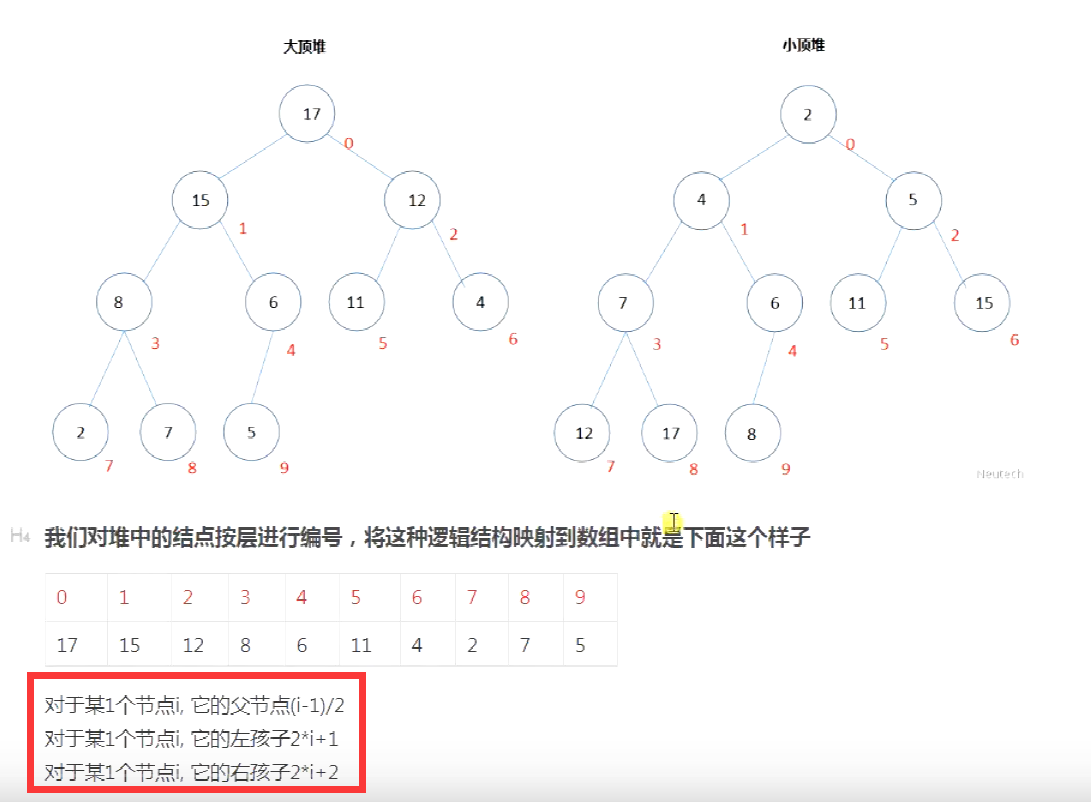 大顶堆 小顶堆
17 2
0 0
15 12 4 5
1 2 1 2
8 6 11 4 7 6 11 15
3 4 5 6 3 4 5 6
2 7 5 12 17 8
7 8 9 7 8 9
Neutech
H4 我们对堆中的结点按层进行编号，将这种逻辑结构映射到数组中就是下面这个样子
0 1 2 3 4 5 6 7 8 9
17 15 12 8 6 11 4 2 7 5
对于某1个节点i, 它的父节点(i-1)/2
对于某1个节点i, 它的左孩子2*i+1
对于某1个节点i, 它的右孩子2*i+2